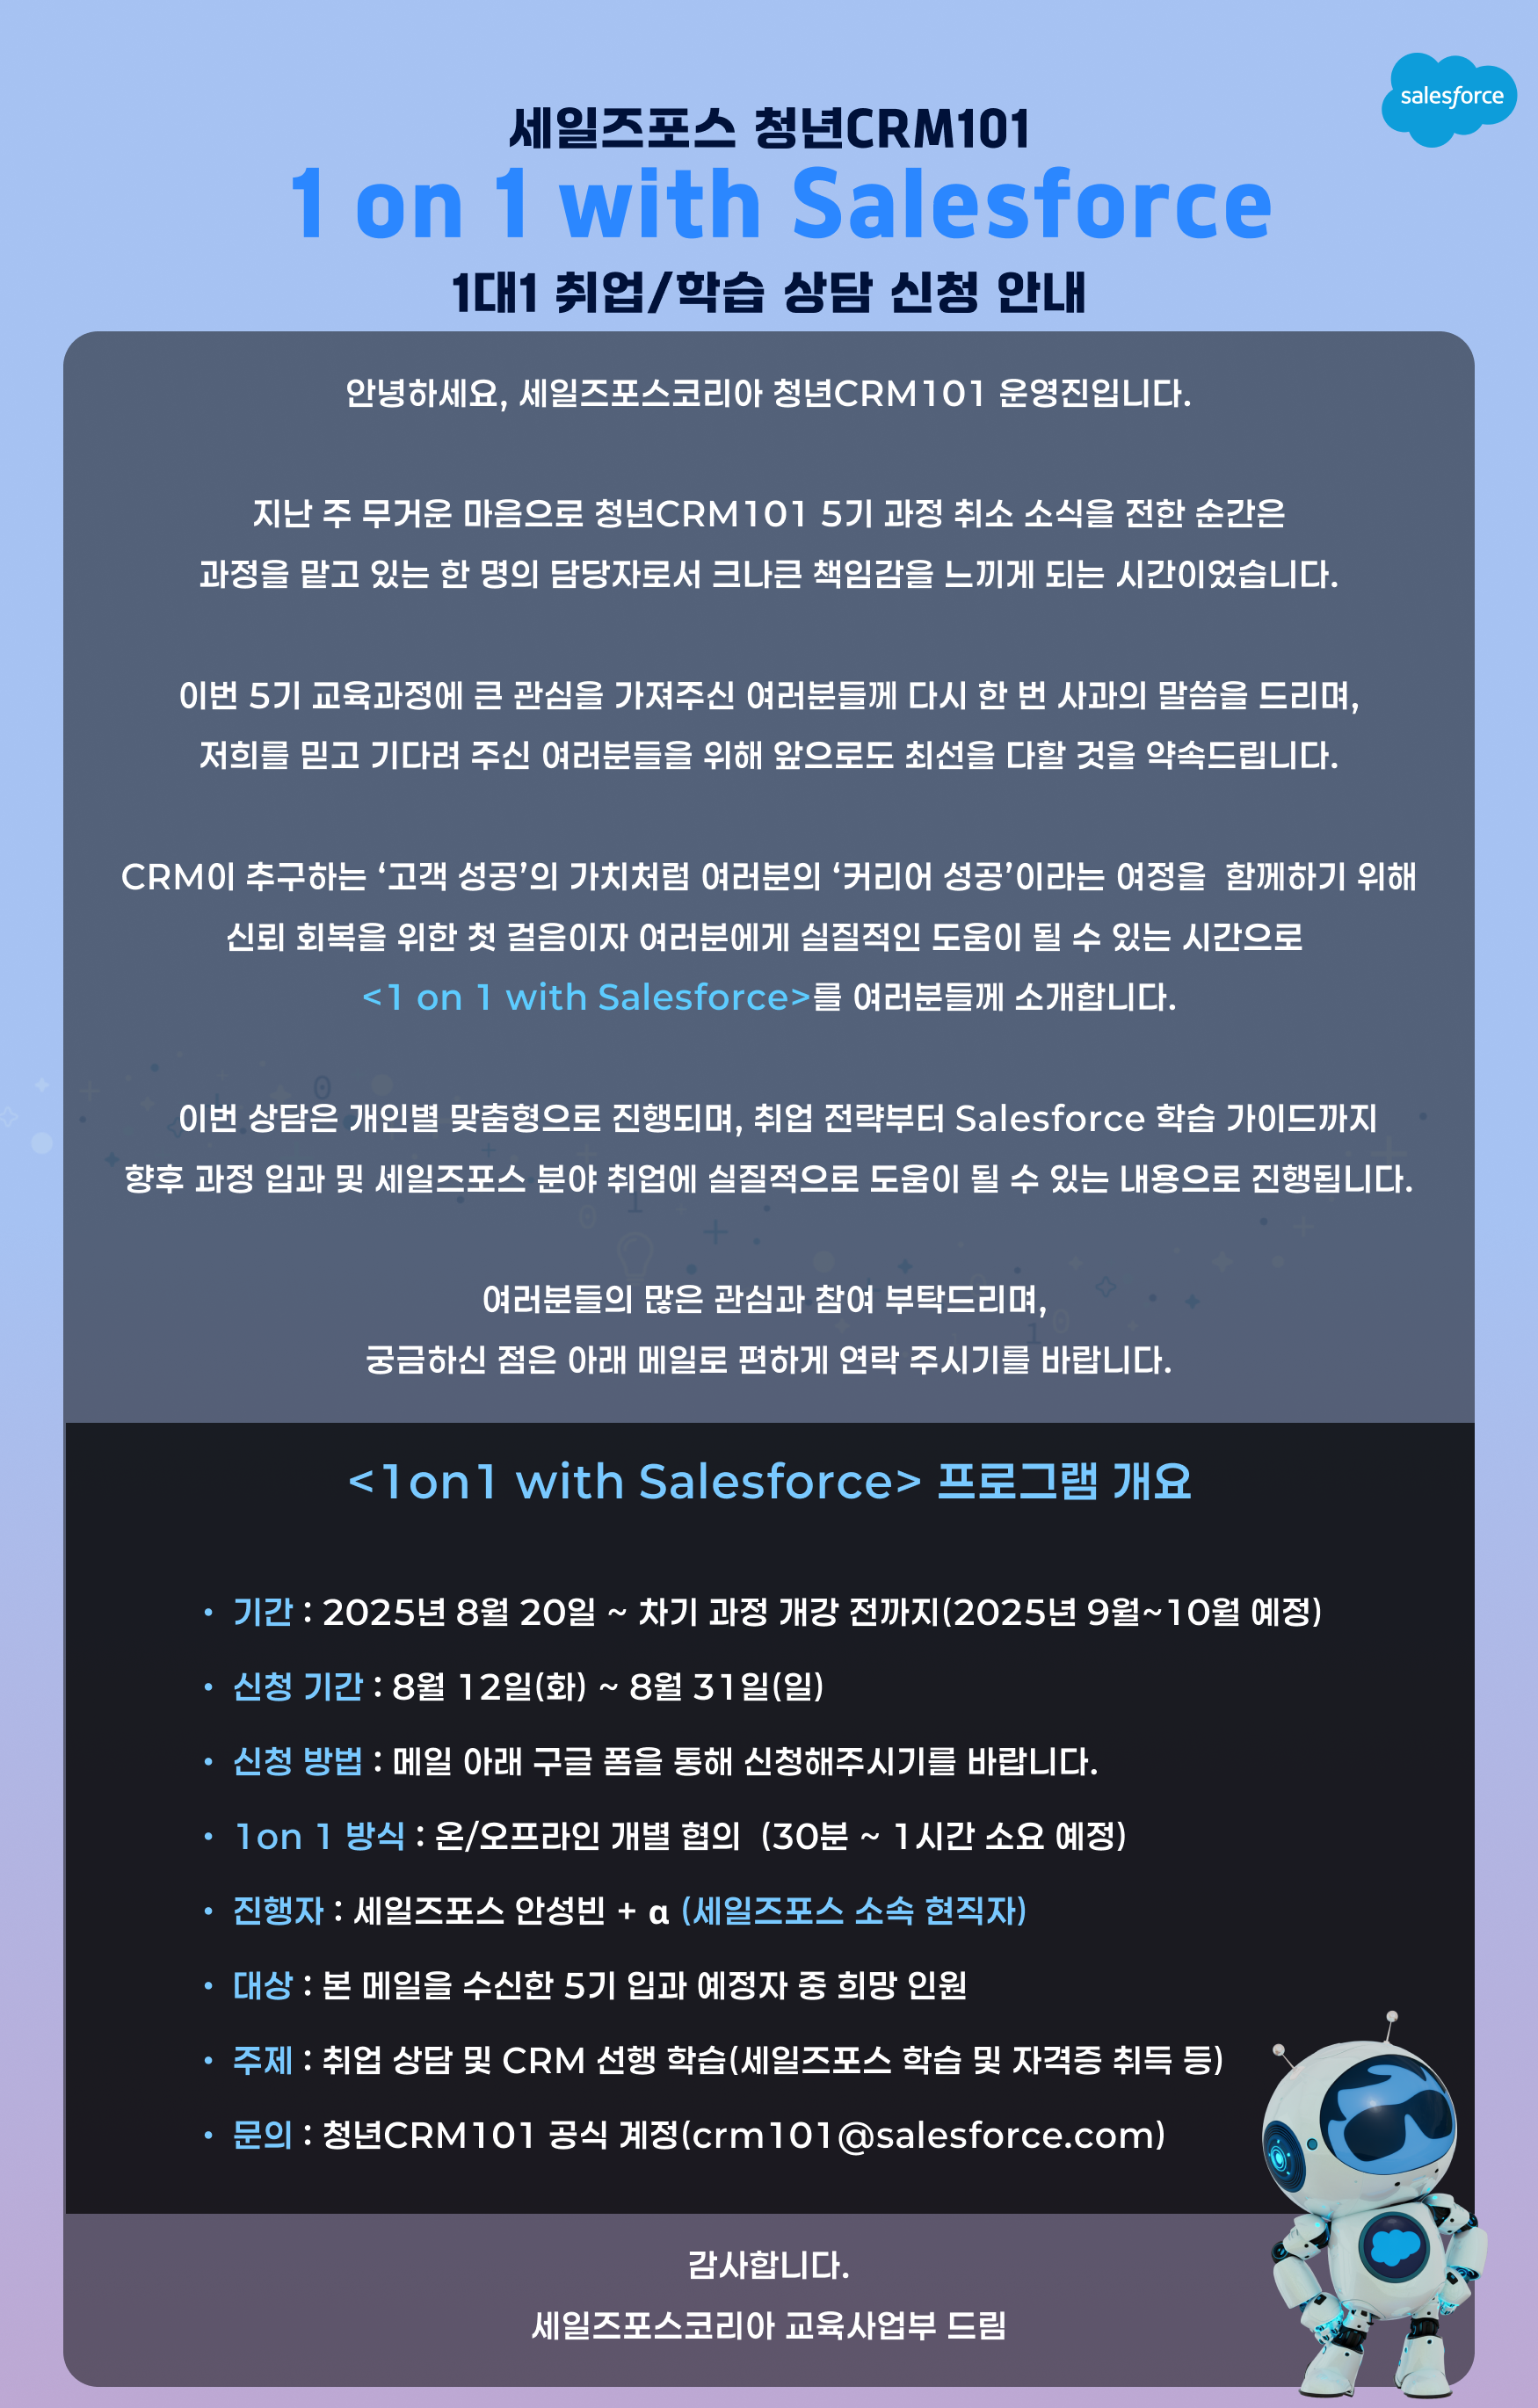 salesforce
세일즈포스 청년CRM101
1 on 1 with Salesforce
1대1 취업/학습 상담 신청 안내
안녕하세요, 세일즈포스코리아 청년CRM101 운영진입니다.
지난 주 무거운 마음으로 청년CRM101 5기 과정 취소 소식을 전한 순간은
과정을 맡고 있는 한 명의 담당자로서 크나큰 책임감을 느끼게 되는 시간이었습니다.
이번 5기 교육과정에 큰 관심을 가져주신 여러분들께 다시 한 번 사과의 말씀을 드리며,
저희를 믿고 기다려 주신 여러분들을 위해 앞으로도 최선을 다할 것을 약속드립니다.
CRM이 추구하는 ‘고객 성공’의 가치처럼 여러분의 ‘커리어 성공’이라는 여정을 함께하기 위해
신뢰 회복을 위한 첫 걸음이자 여러분에게 실질적인 도움이 될 수 있는 시간으로
<1 on 1 with Salesforce>를 여러분들께 소개합니다.
이번 상담은 개인별 맞춤형으로 진행되며, 취업 전략부터 Salesforce 학습 가이드까지
향후 과정 입과 및 세일즈포스 분야 취업에 실질적으로 도움이 될 수 있는 내용으로 진행됩니다.
여러분들의 많은 관심과 참여 부탁드리며,
궁금하신 점은 아래 메일로 편하게 연락 주시기를 바랍니다.
<1on1 with Salesforce> 프로그램 개요
• 기간 : 2025년 8월 20일 ~ 차기 과정 개강 전까지(2025년 9월~10월 예정)
• 신청 기간 : 8월 12일(화) ~ 8월 31일(일)
• 신청 방법 : 메일 아래 구글 폼을 통해 신청해주시기를 바랍니다.
• 1on 1 방식 : 온/오프라인 개별 협의 (30분 ~ 1시간 소요 예정)
• 진행자 : 세일즈포스 안성빈 + α (세일즈포스 소속 현직자)
• 대상 : 본 메일을 수신한 5기 입과 예정자 중 희망 인원
• 주제 : 취업 상담 및 CRM 선행 학습(세일즈포스 학습 및 자격증 취득 등)
• 문의 : 청년CRM101 공식 계정(crm101@salesforce.com)
감사합니다.
세일즈포스코리아 교육사업부 드림